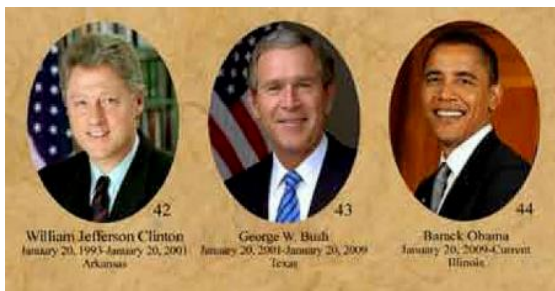 42
William Jefferson Clinton
January 20, 1993-January 20, 2001
Arkansas
43
George W. Bush
January 20, 2001-January 20, 2009
Texas
44
Barack Obama
January 20, 2009-Current
Illinois